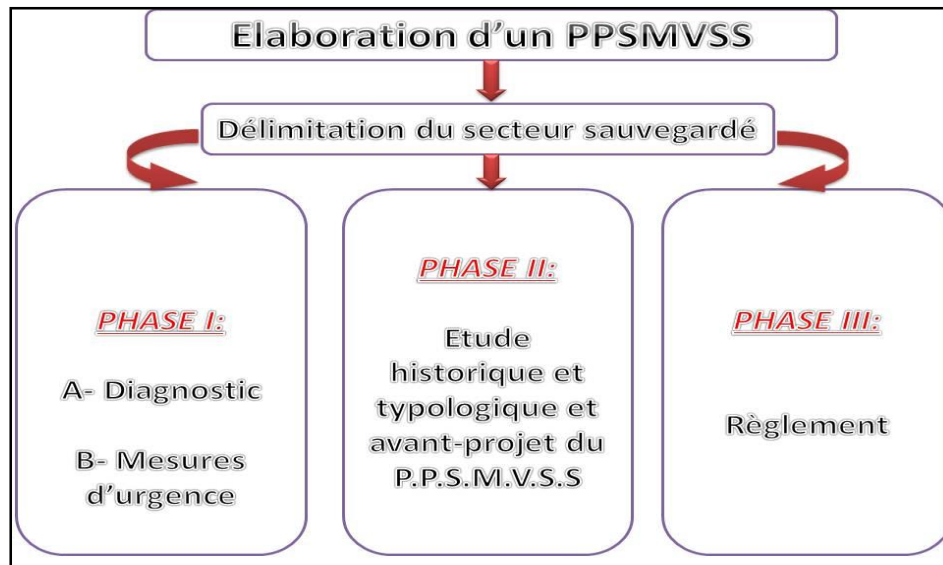 Elaboration d’un PPSMVSS
Délimitation du secteur sauvegardé
PHASE I:
A- Diagnostic
B- Mesures
d’urgence
PHASE II:
Etude
historique et
typologique et
avant-projet du
P.P.S.M.V.S.S
PHASE III:
Règlement